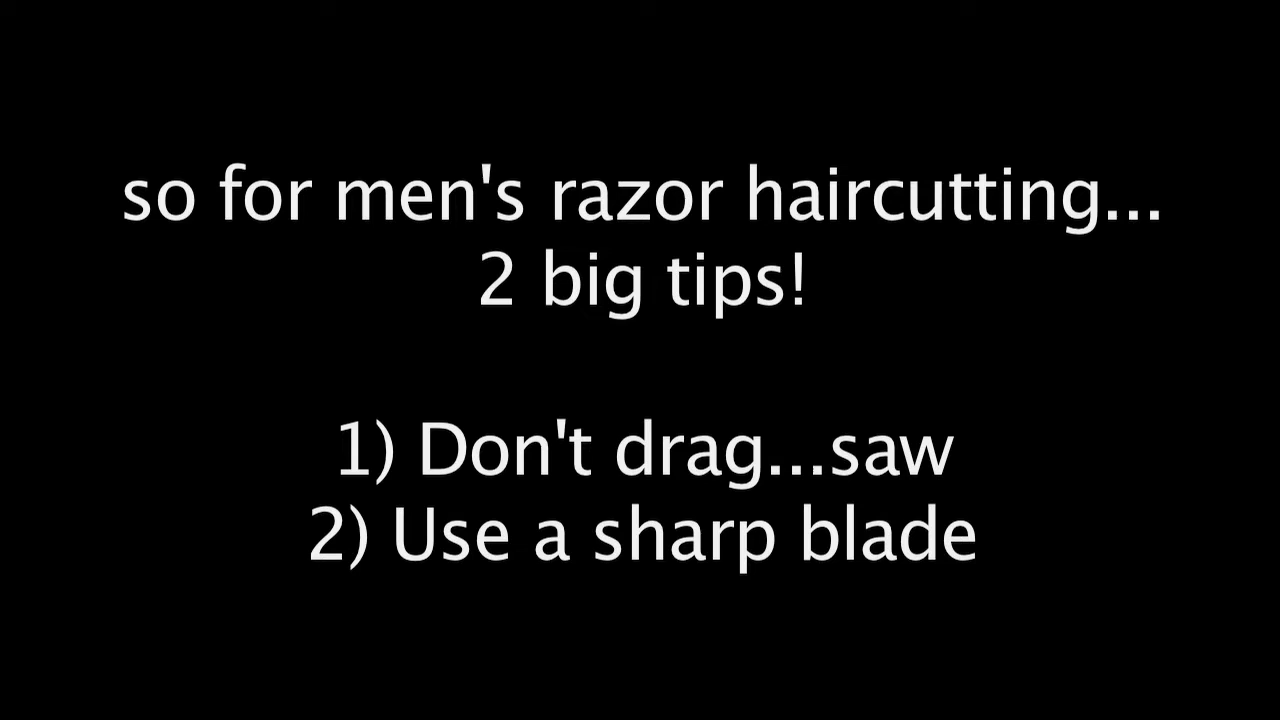 so for men's razor haircutting...
2 big tips!
1) Don't drag...saw
2) Use a sharp blade